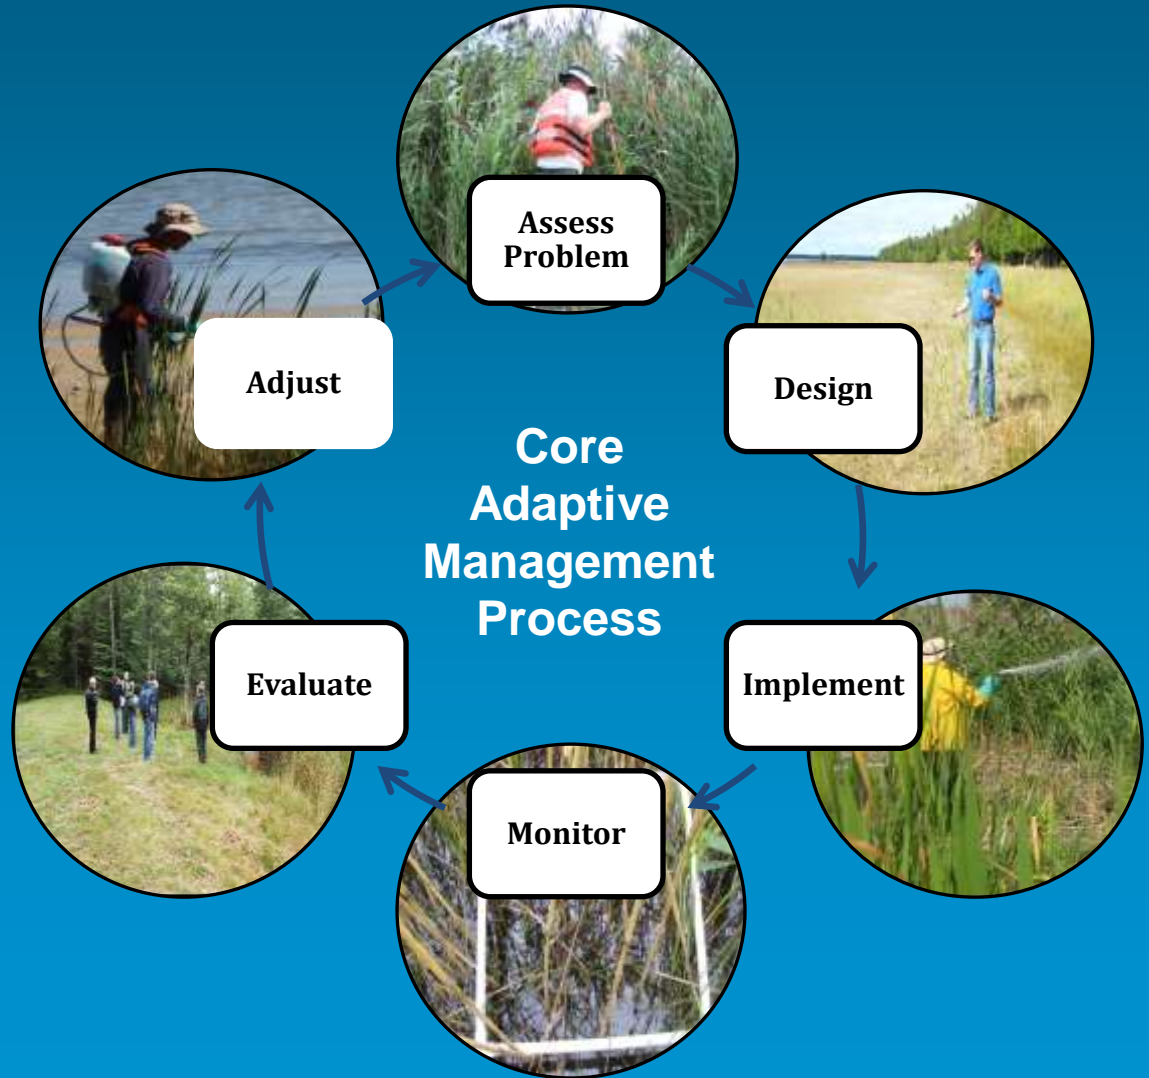 Assess
Problem
Design
Implement
Monitor
Evaluate
Adjust
Core
Adaptive
Management
Process